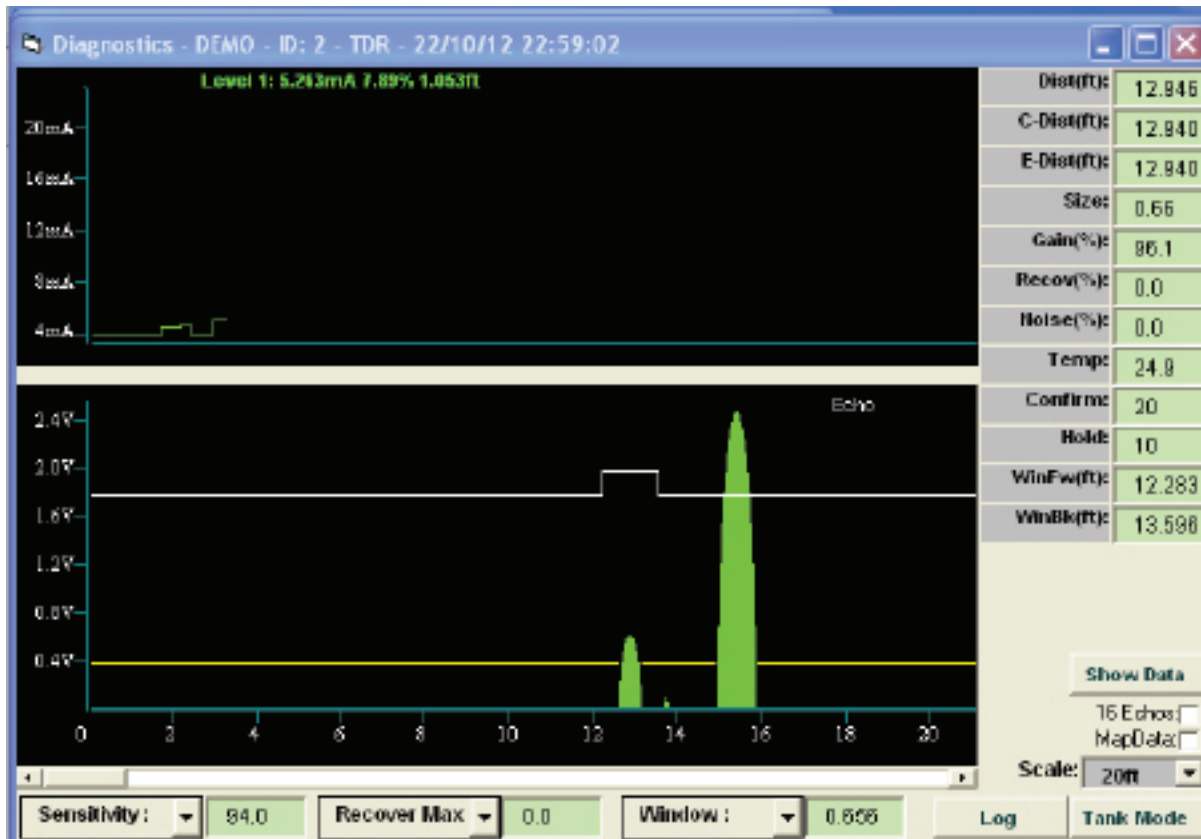 Diagnostics - DEMO - ID: 2 - TDR - 22/10/12 22:59:02
Level 1: 5.263mA 7.89% 1.053ft
20mA
16mA
12mA
8mA
4mA
Dist(ft): 12.946
C-Dist(ft): 12.940
E-Dist(ft): 12.940
Size: 0.66
Gain(%): 96.1
Recov(%): 0.0
Noise(%): 0.0
Temp: 24.9
Confirm: 20
Hold: 10
WinFw(ft): 12.283
WinBk(ft): 13.596
Echo
2.4V
2.0V
1.6V
1.2V
0.8V
0.4V
0 2 4 6 8 10 12 14 16 18 20
Show Data
16 Echos:
MapData:
Scale: 20ft
Sensitivity : 94.0 Recover Max 0.0 Window : 0.656 Log Tank Mode